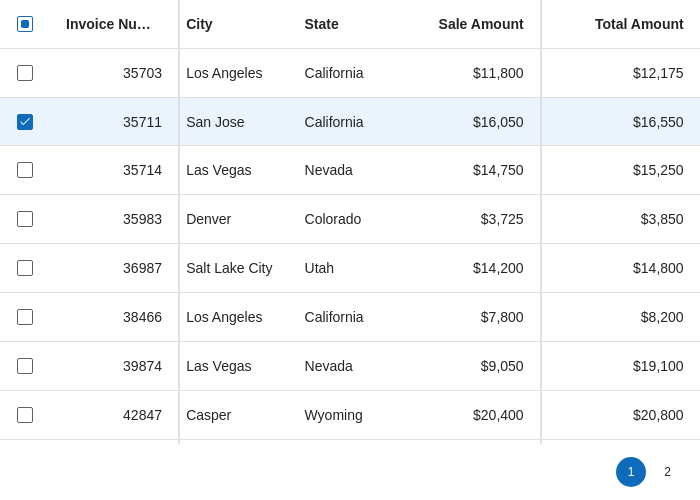 Invoice Nu… City State Sale Amount Total Amount
35703 Los Angeles California $11,800 $12,175
35711 San Jose California $16,050 $16,550
35714 Las Vegas Nevada $14,750 $15,250
35983 Denver Colorado $3,725 $3,850
36987 Salt Lake City Utah $14,200 $14,800
38466 Los Angeles California $7,800 $8,200
39874 Las Vegas Nevada $9,050 $19,100
42847 Casper Wyoming $20,400 $20,800
1 2